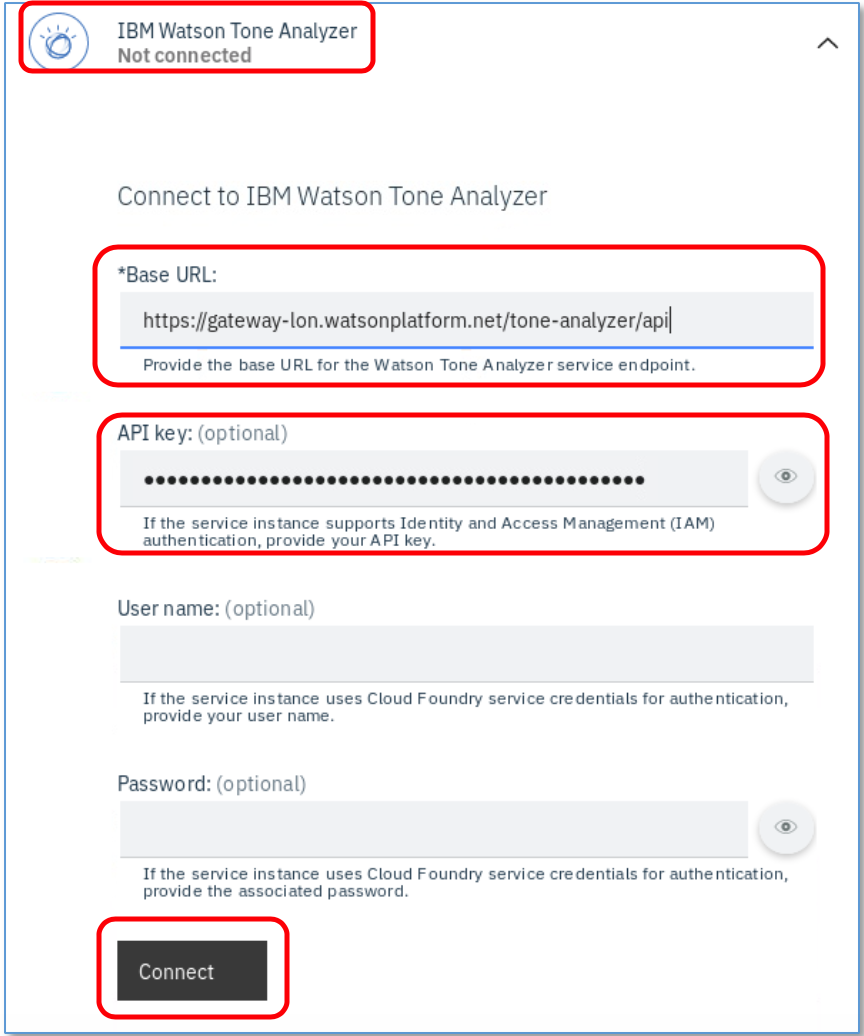 IBM Watson Tone Analyzer
Not connected
Connect to IBM Watson Tone Analyzer
*Base URL:
https://gateway-lon.watsonplatform.net/tone-analyzer/api
Provide the base URL for the Watson Tone Analyzer service endpoint.
API key: (optional)
••••••••••••••••••••••••••••••••••••••••••••
If the service instance supports Identity and Access Management (IAM)
authentication, provide your API key.
User name: (optional)
If the service instance uses Cloud Foundry service credentials for authentication,
provide your user name.
Password: (optional)
If the service instance uses Cloud Foundry service credentials for authentication,
provide the associated password.
Connect